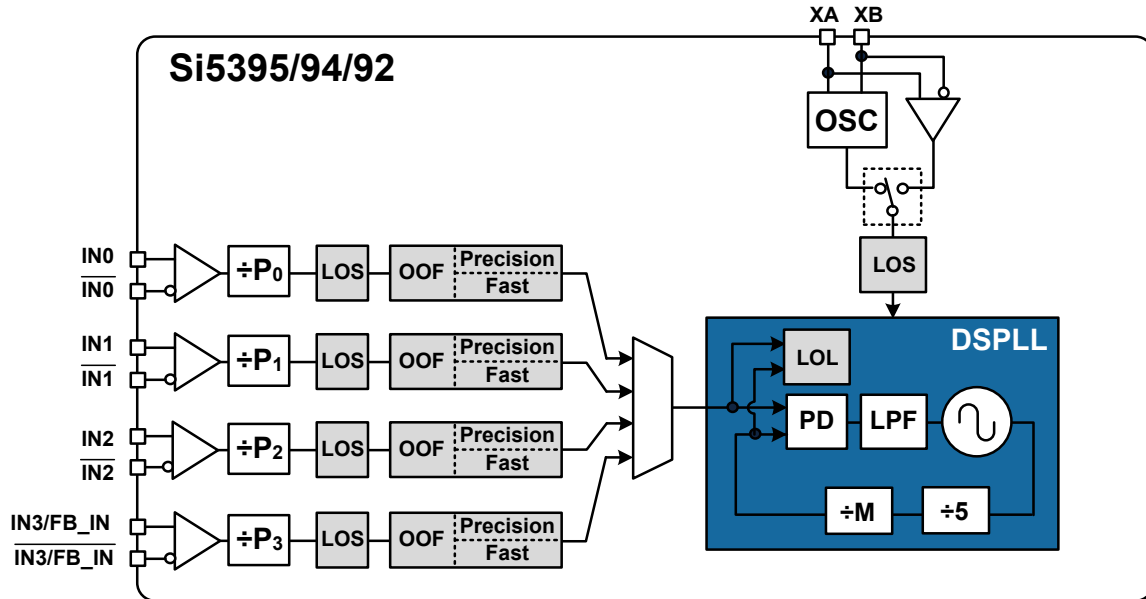 XA XB
Si5395/94/92
OSC
LOS
IN0
IN0
÷P0
LOS
OOF
Precision
Fast
IN1
IN1
÷P1
LOS
OOF
Precision
Fast
IN2
IN2
÷P2
LOS
OOF
Precision
Fast
IN3/FB_IN
IN3/FB_IN
÷P3
LOS
OOF
Precision
Fast
DSPLL
LOL
PD
LPF
÷M
÷5